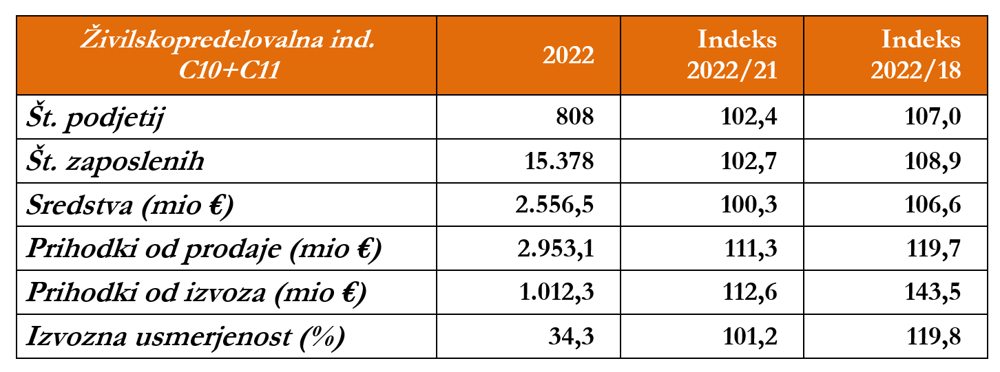 Živilskopredelovalna ind. C10+C11 2022 Indeks 2022/21 Indeks 2022/18
Št. podjetij 808 102,4 107,0
Št. zaposlenih 15.378 102,7 108,9
Sredstva (mio €) 2.556,5 100,3 106,6
Prihodki od prodaje (mio €) 2.953,1 111,3 119,7
Prihodki od izvoza (mio €) 1.012,3 112,6 143,5
Izvozna usmerjenost (%) 34,3 101,2 119,8